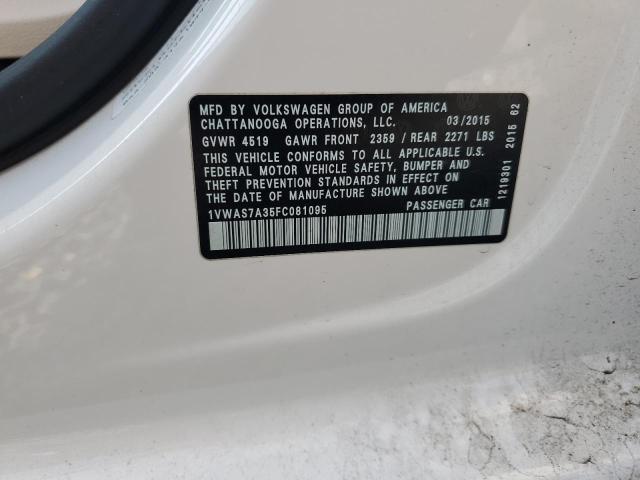 MFD BY VOLKSWAGEN GROUP OF AMERICA
CHATTANOOGA OPERATIONS, LLC. 03/2015
GVWR 4519 GAWR FRONT 2359 / REAR 2271 LBS
THIS VEHICLE CONFORMS TO ALL APPLICABLE U.S.
FEDERAL MOTOR VEHICLE SAFETY, BUMPER AND
THEFT PREVENTION STANDARDS IN EFFECT ON
THE DATE OF MANUFACTURE SHOWN ABOVE
1VWAS7A35FC081095 PASSENGER CAR
1219301 2015 62